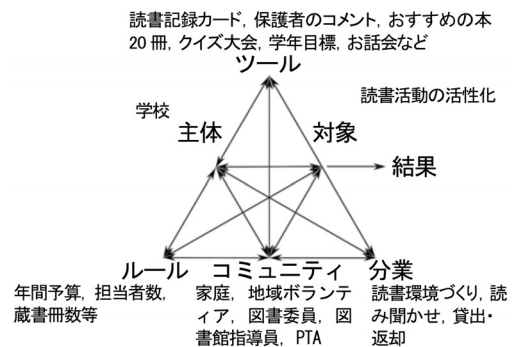 読書記録カード, 保護者のコメント, おすすめの本
20 冊, クイズ大会, 学年目標, お話会など
ツール
読書活動の活性化
学校
主体
対象
結果
ルール
コミュニティ
分業
年間予算, 担当者数,
蔵書冊数等
家庭, 地域ボランテ
ィア, 図書委員, 図
書館指導員, PTA
読書環境づくり, 読
み聞かせ, 貸出・
返却